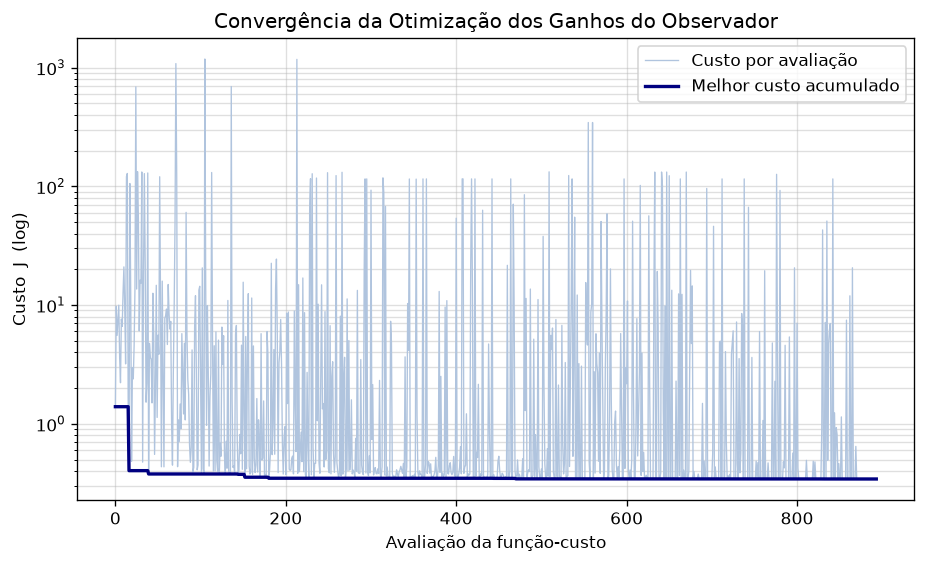 Convergência da Otimização dos Ganhos do Observador
Custo por avaliação
Melhor custo acumulado
Custo J (log)
10³
10²
10¹
10⁰
0 200 400 600 800
Avaliação da função-custo